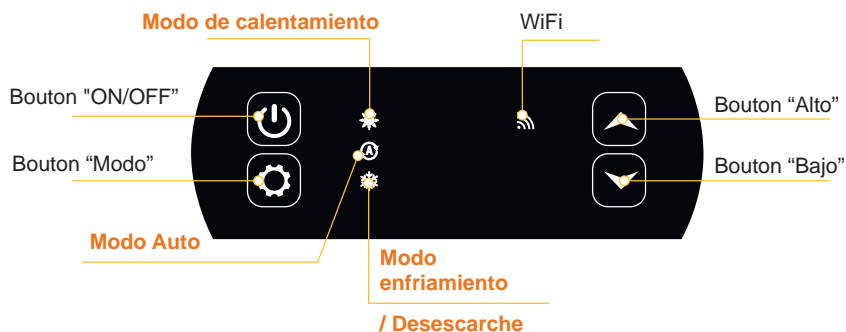 Modo de calentamiento
WiFi
Bouton "ON/OFF”
Bouton “Alto”
A
Bouton “Modo”
Bouton “Bajo”
Modo Auto
Modo
enfriamiento
/ Desescarche